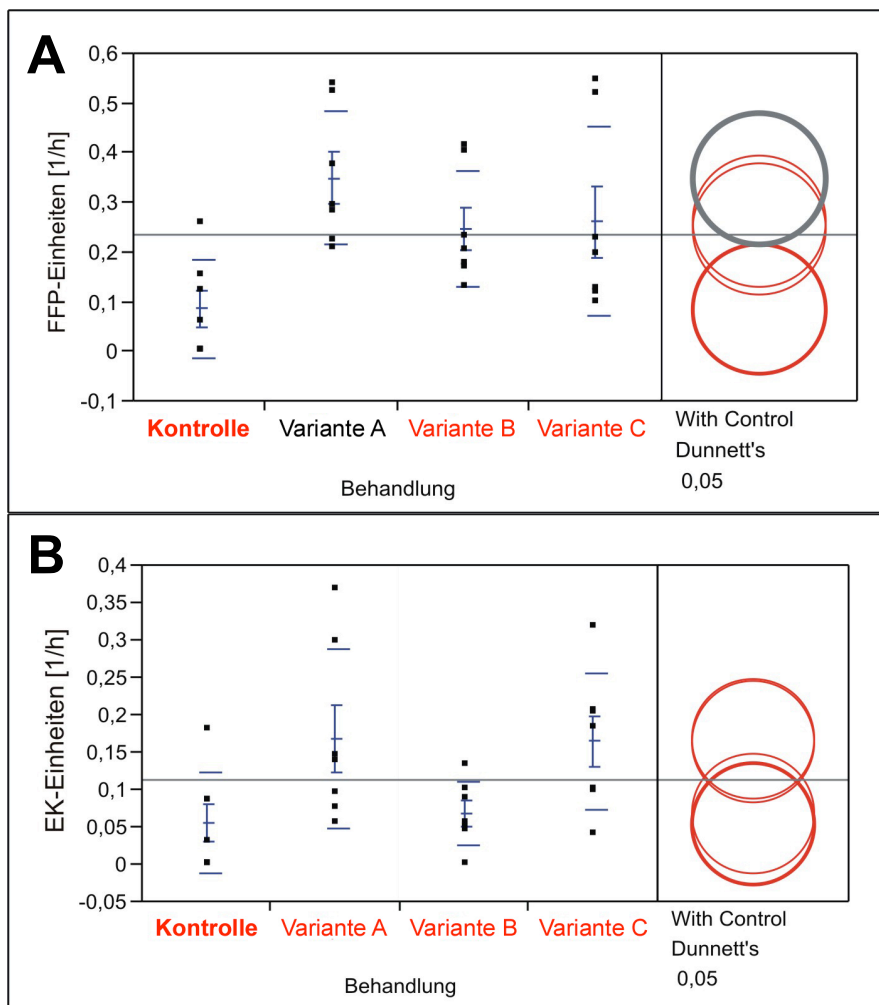 A
FFP-Einheiten [1/h]
0,6
0,5
0,4
0,3
0,2
0,1
0
-0,1
Kontrolle Variante A Variante B Variante C
Behandlung
With Control
Dunnett's
0,05
B
EK-Einheiten [1/h]
0,4
0,35
0,3
0,25
0,2
0,15
0,1
0,05
0
-0,05
Kontrolle Variante A Variante B Variante C
Behandlung
With Control
Dunnett's
0,05